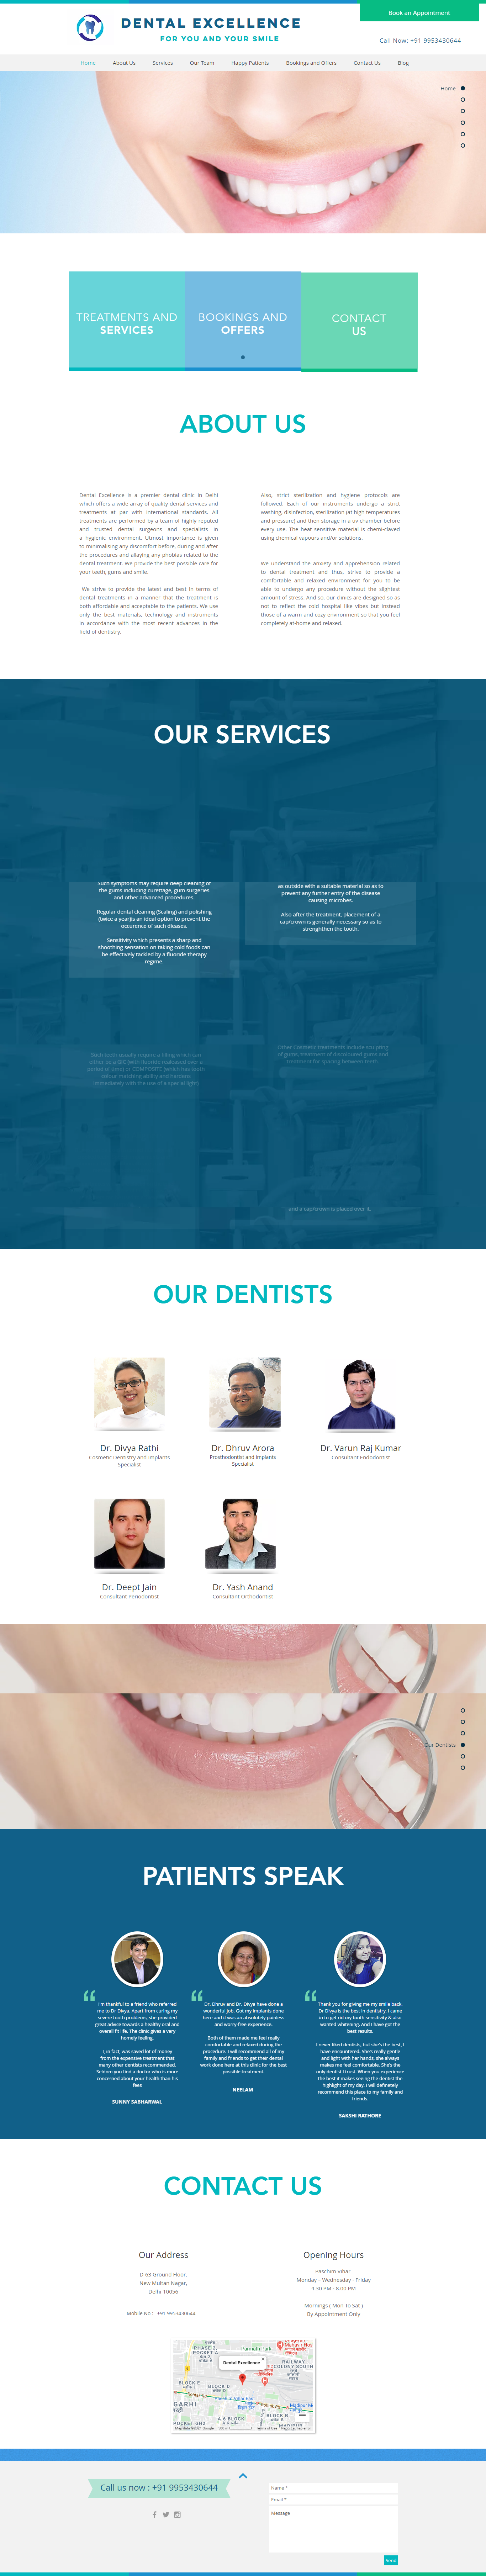 Book an Appointment
DENTAL EXCELLENCE
FOR YOU AND YOUR SMILE
Call Now: +91 9953430644
Home About Us Services Our Team Happy Patients Bookings and Offers Contact Us Blog
Home
TREATMENTS AND
SERVICES
BOOKINGS AND
OFFERS
CONTACT
US
ABOUT US
Dental Excellence is a premier dental clinic in Delhi
which offers a wide array of quality dental services and
treatments at par with international standards. All
treatments are performed by a team of highly reputed
and trusted dental surgeons and specialists in
a hygienic environment. Utmost importance is given
to minimalising any discomfort before, during and after
the procedures and allaying any phobias related to the
dental treatment. We provide the best possible care for
your teeth, gums and smile.
We strive to provide the latest and best in terms of
dental treatments in a manner that the treatment is
both affordable and acceptable to the patients. We use
only the best materials, technology and instruments
in accordance with the most recent advances in the
field of dentistry.
Also, strict sterilization and hygiene protocols are
followed. Each of our instruments undergo a strict
washing, disinfection, sterilization (at high temperatures
and pressure) and then storage in a uv chamber before
every use. The heat sensitive material is chem-claved
using chemical vapours and/or solutions.
We understand the anxiety and apprehension related
to dental treatment and thus, strive to provide a
comfortable and relaxed environment for you to be
able to undergo any procedure without the slightest
amount of stress. And so, our clinics are designed so as
not to reflect the cold hospital like vibes but instead
those of a warm and cozy environment so that you feel
completely at-home and relaxed.
OUR SERVICES
such symptoms may require deep cleaning of
the gums including curettage, gum surgeries
and other advanced procedures.
Regular dental cleaning (Scaling) and polishing
(twice a year)is an ideal option to prevent the
occurence of such dieases.
Sensitivity which presents a sharp and
shoothing sensation on taking cold foods can
be effectively tackled by a fluoride therapy
regime.
as outside with a suitable material so as to
prevent any further entry of the disease
causing microbes.
Also after the treatment, placement of a
cap/crown is generally necessary so as to
strenghthen the tooth.
Such tooth usually require a filling which can
Other Cosmetic treatments include sculpting
of gums, treatment of discoloured gums and
treatment for spacing between teeth.
and a cap/crown is placed over it.
OUR DENTISTS
Dr. Divya Rathi
Cosmetic Dentistry and Implants
Specialist
Dr. Dhruv Arora
Prosthodontist and Implants
Specialist
Dr. Varun Raj Kumar
Consultant Endodontist
Dr. Deept Jain
Consultant Periodontist
Dr. Yash Anand
Consultant Orthodontist
Our Dentists
PATIENTS SPEAK
I'm thankful to a friend who referred
me to Dr Divya. Apart from curing my
severe tooth problems, she provided
great advice towards a healthy oral and
overall fit life. The clinic gives a very
homely feeling.
I, in fact, was saved lot of money
from the expensive treatment that
many other dentists recommended.
Seldom you find a doctor who is more
concerned about your health than his
fees
SUNNY SABHARWAL
Dr. Dhruv and Dr. Divya have done a
wonderful job. Got my implants done
here and it was an absolutely painless
and worry-free experience.
Both of them made me feel really
comfortable and relaxed during the
procedure. I will recommend all of my
family and friends to get their dental
work done here at this clinic for the best
possible treatment.
NEELAM
Thank you for giving me my smile back.
Dr. Divya is the best in dentistry. I came
in to get rid my tooth sensitivity & also
wanted whitening. And I have got the
best results.
I never liked dentists, but she's the best, I
have encountered. She's really gentle
and light with her hands, she always
makes me feel comfortable. She's the
only dentist I trust. When you experience
the best it makes seeing the dentist the
highlight of my day. I will definately
recommend this place to my family and
friends.
SAKSHI RATHORE
CONTACT US
Our Address
D-63 Ground Floor,
New Multan Nagar,
Delhi-10056
Mobile No : +91 9953430644
Opening Hours
Paschim Vihar
Monday – Wednesday - Friday
4.30 PM - 8.00 PM
Mornings ( Mon To Sat )
By Appointment Only
Dental Excellence
PHASE 2
POCKET A
BLOCK E
BLOCK D
BLOCK B
A 6 BLOCK
POCKET GH2
RAILWAY
COLONY SOUTH
Parmath Park
GARHI
Call us now : +91 9953430644
Name *
Email *
Message
Send